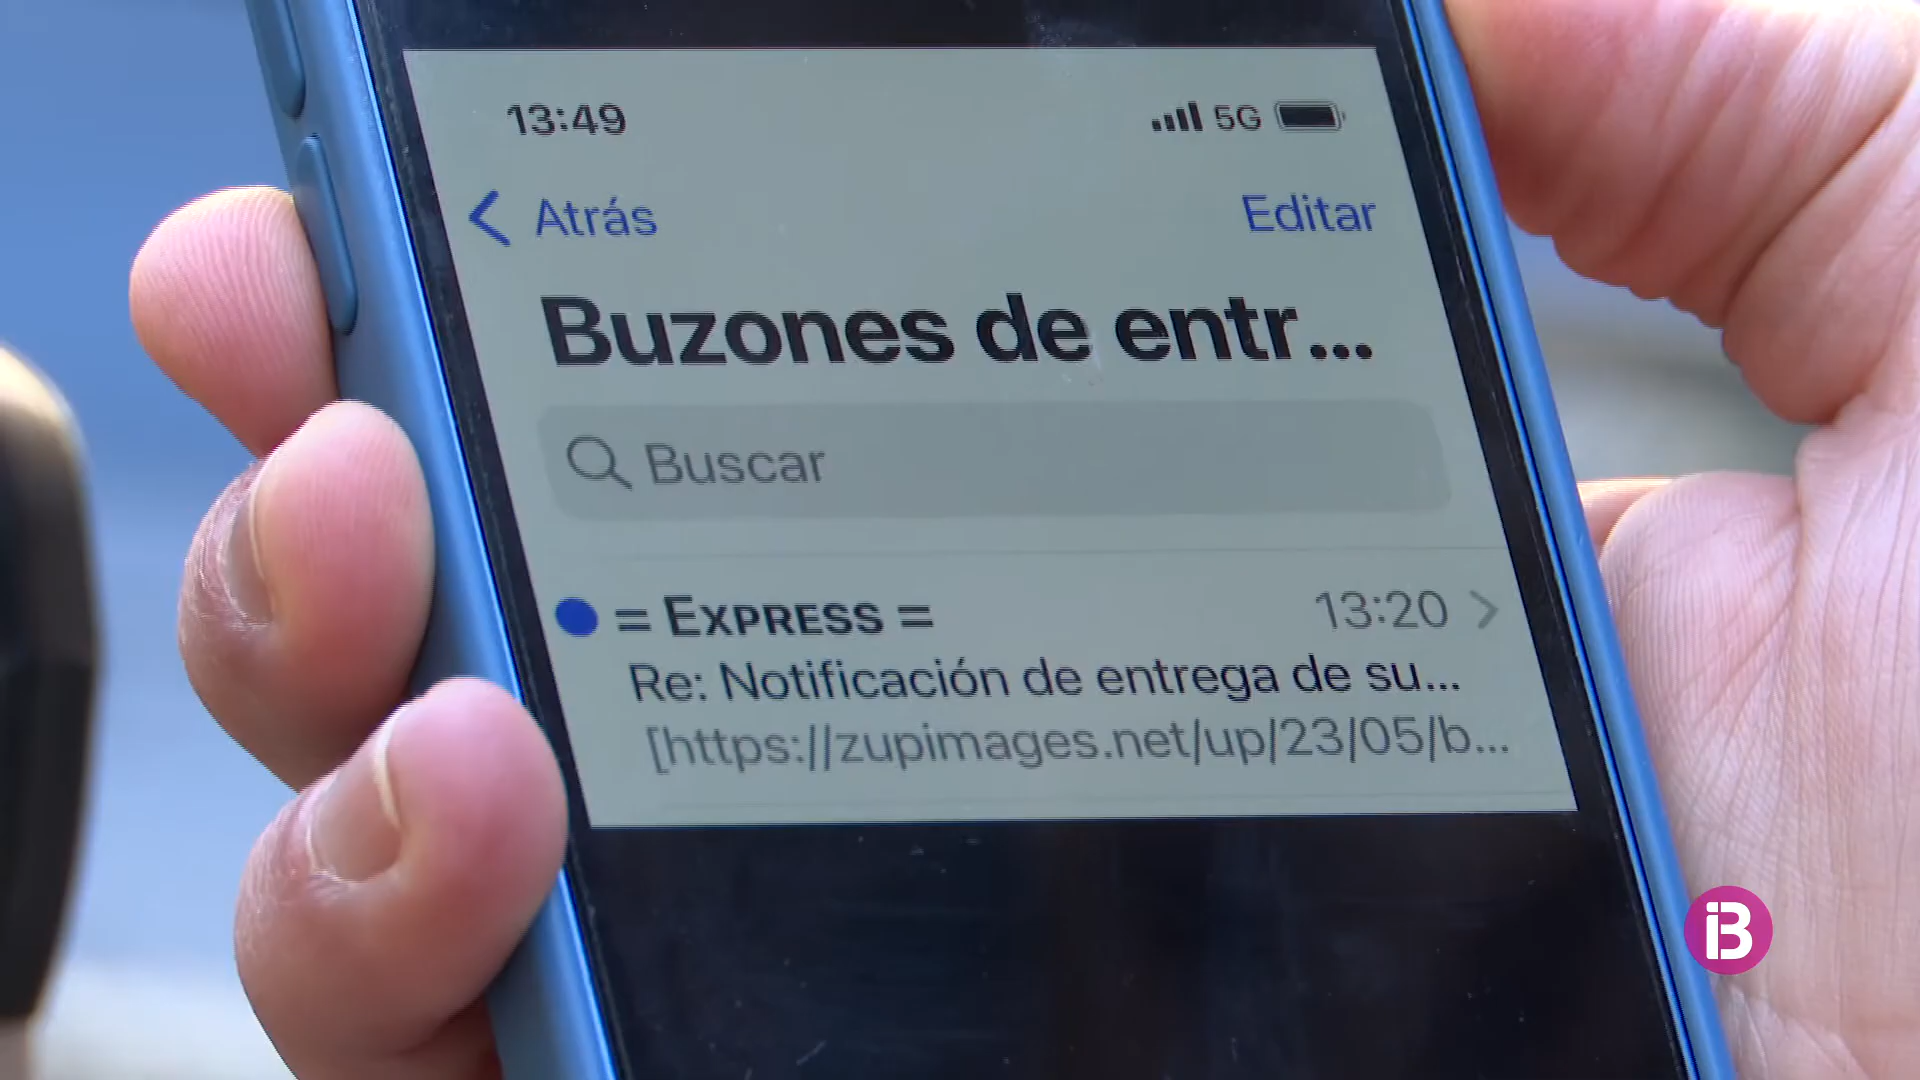 13:49 5G
Atrás Editar
Buzones de entr...
Buscar
= EXPRESS = 13:20
Re: Notificación de entrega de su...
[https://zupimages.net/up/23/05/b...
iB